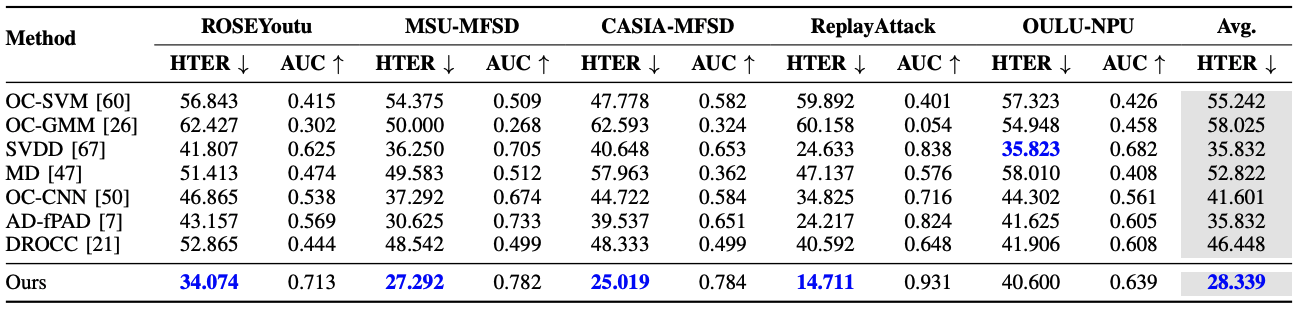 Method ROSEYoutu MSU-MFSD CASIA-MFSD ReplayAttack OULU-NPU Avg.
HTER ↓ AUC ↑ HTER ↓ AUC ↑ HTER ↓ AUC ↑ HTER ↓ AUC ↑ HTER ↓ AUC ↑ HTER ↓
OC-SVM [60] 56.843 0.415 54.375 0.509 47.778 0.582 59.892 0.401 57.323 0.426 55.242
OC-GMM [26] 62.427 0.302 50.000 0.268 62.593 0.324 60.158 0.054 54.948 0.458 58.025
SVDD [67] 41.807 0.625 36.250 0.705 40.648 0.653 24.633 0.838 35.823 0.682 35.832
MD [47] 51.413 0.474 49.583 0.512 57.963 0.362 47.137 0.576 58.010 0.408 52.822
OC-CNN [50] 46.865 0.538 37.292 0.674 44.722 0.584 34.825 0.716 44.302 0.561 41.601
AD-fPAD [7] 43.157 0.569 30.625 0.733 39.537 0.651 24.217 0.824 41.625 0.605 35.832
DROCC [21] 52.865 0.444 48.542 0.499 48.333 0.499 40.592 0.648 41.906 0.608 46.448
Ours 34.074 0.713 27.292 0.782 25.019 0.784 14.711 0.931 40.600 0.639 28.339